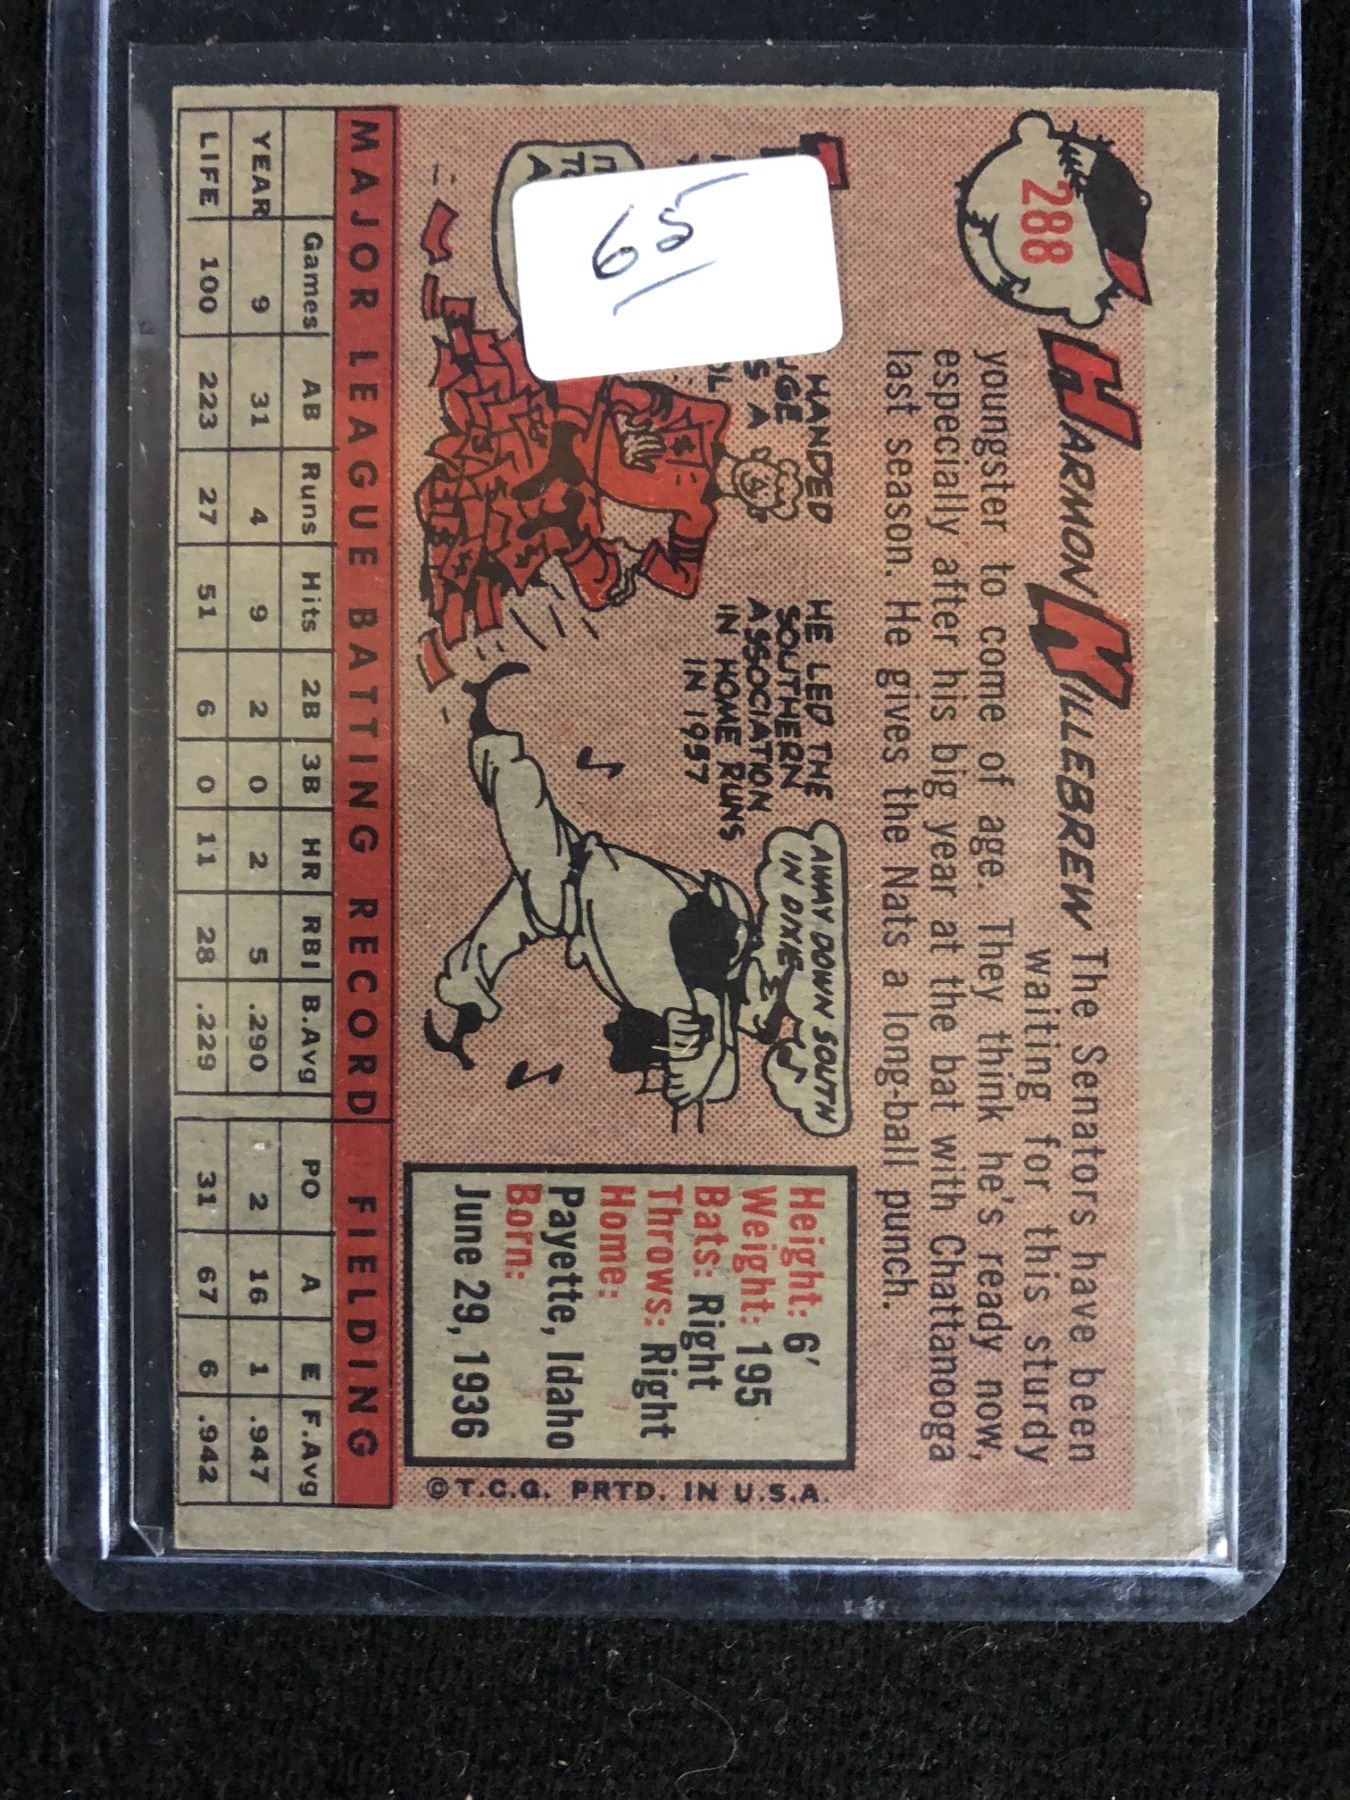 288
HARMON KILLEBREW The Senators have been
waiting for this sturdy
youngster to come of age. They think he's ready now,
especially after his big year at the bat with Chattanooga
last season. He gives the Nats a long-ball punch.
65
HANDED
A
HE LED THE
SOUTHERN
ASSOCIATION
IN HOME RUNS
IN 1957
AWAY DOWN SOUTH
IN DIXIE
Height: 6'
Weight: 195
Bats: Right
Throws: Right
Home:
Payette, Idaho
Born:
June 29, 1936
©T.C.G. PRTD. IN U.S.A.
MAJOR LEAGUE BATTING RECORD FIELDING
Games AB Runs Hits 2B 3B HR RBI B.Avg PO A E F.Avg
YEAR 9 31 4 9 2 0 2 5 .290 2 16 1 .947
LIFE 100 223 27 51 6 0 11 28 .229 31 67 6 .942